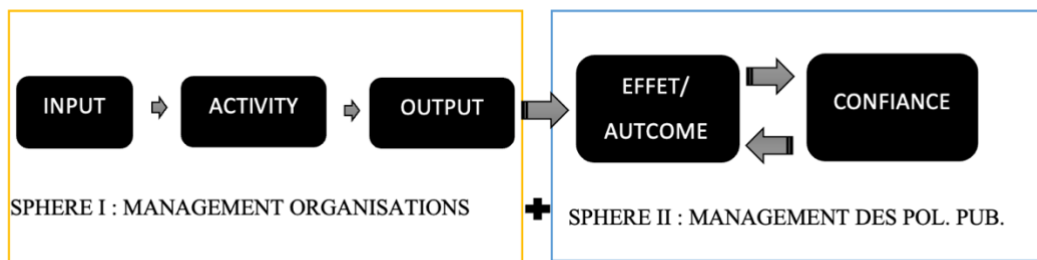 INPUT
ACTIVITY
OUTPUT
EFFET/
AUTCOME
CONFIANCE
SPHERE I : MANAGEMENT ORGANISATIONS
SPHERE II : MANAGEMENT DES POL. PUB.